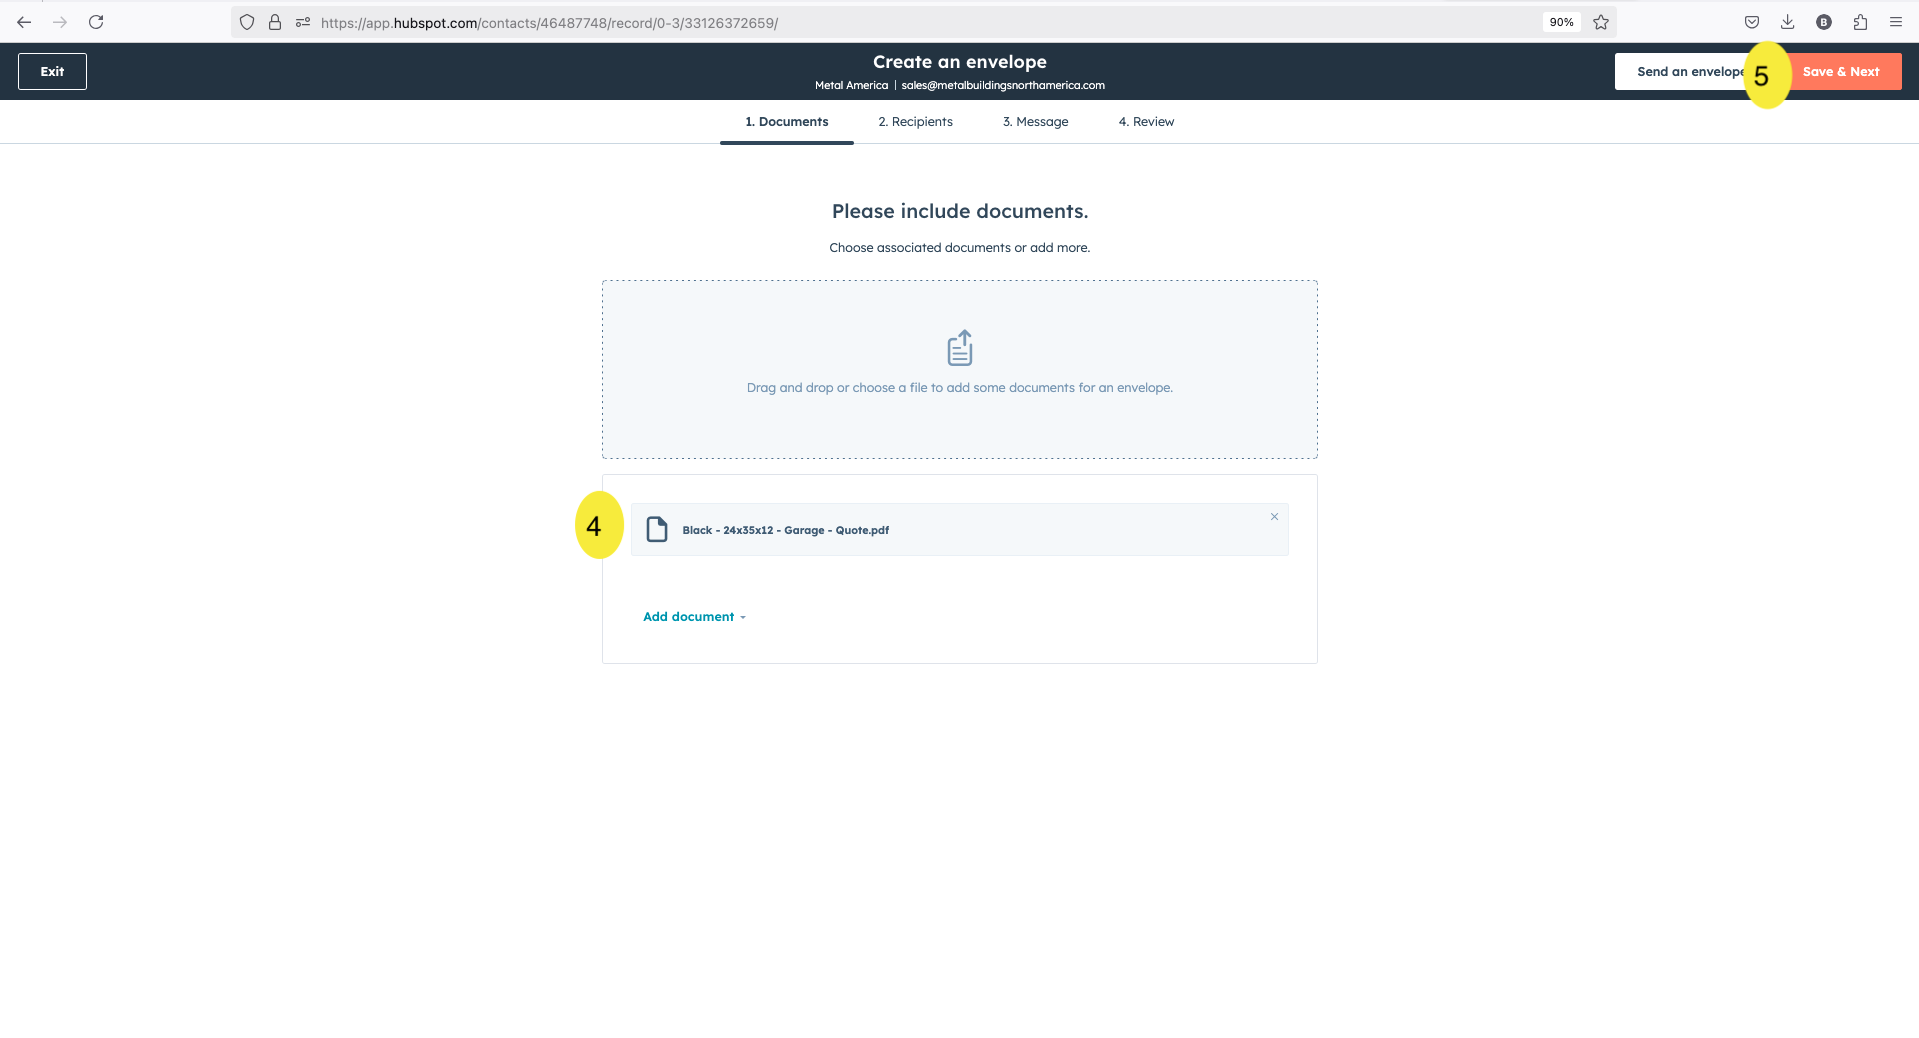 https://app.hubspot.com/contacts/46487748/record/0-3/33126372659/
90%
B
Exit
Create an envelope
Metal America | sales@metalbuildingsnorthamerica.com
Send an envelope
5
Save & Next
1. Documents
2. Recipients
3. Message
4. Review
Please include documents.
Choose associated documents or add more.
Drag and drop or choose a file to add some documents for an envelope.
4
Black - 24x35x12 - Garage - Quote.pdf
Add document